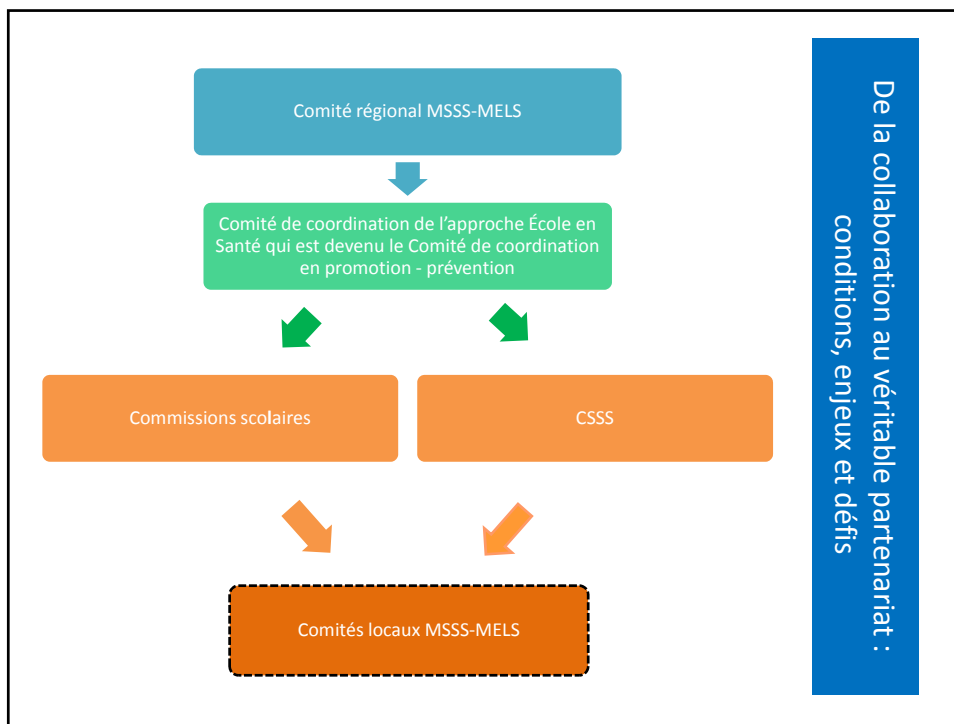 Comité régional MSSS-MELS
Comité de coordination de l’approche École en
Santé qui est devenu le Comité de coordination
en promotion - prévention
Commissions scolaires
CSSS
Comités locaux MSSS-MELS
De la collaboration au véritable partenariat :
conditions, enjeux et défis